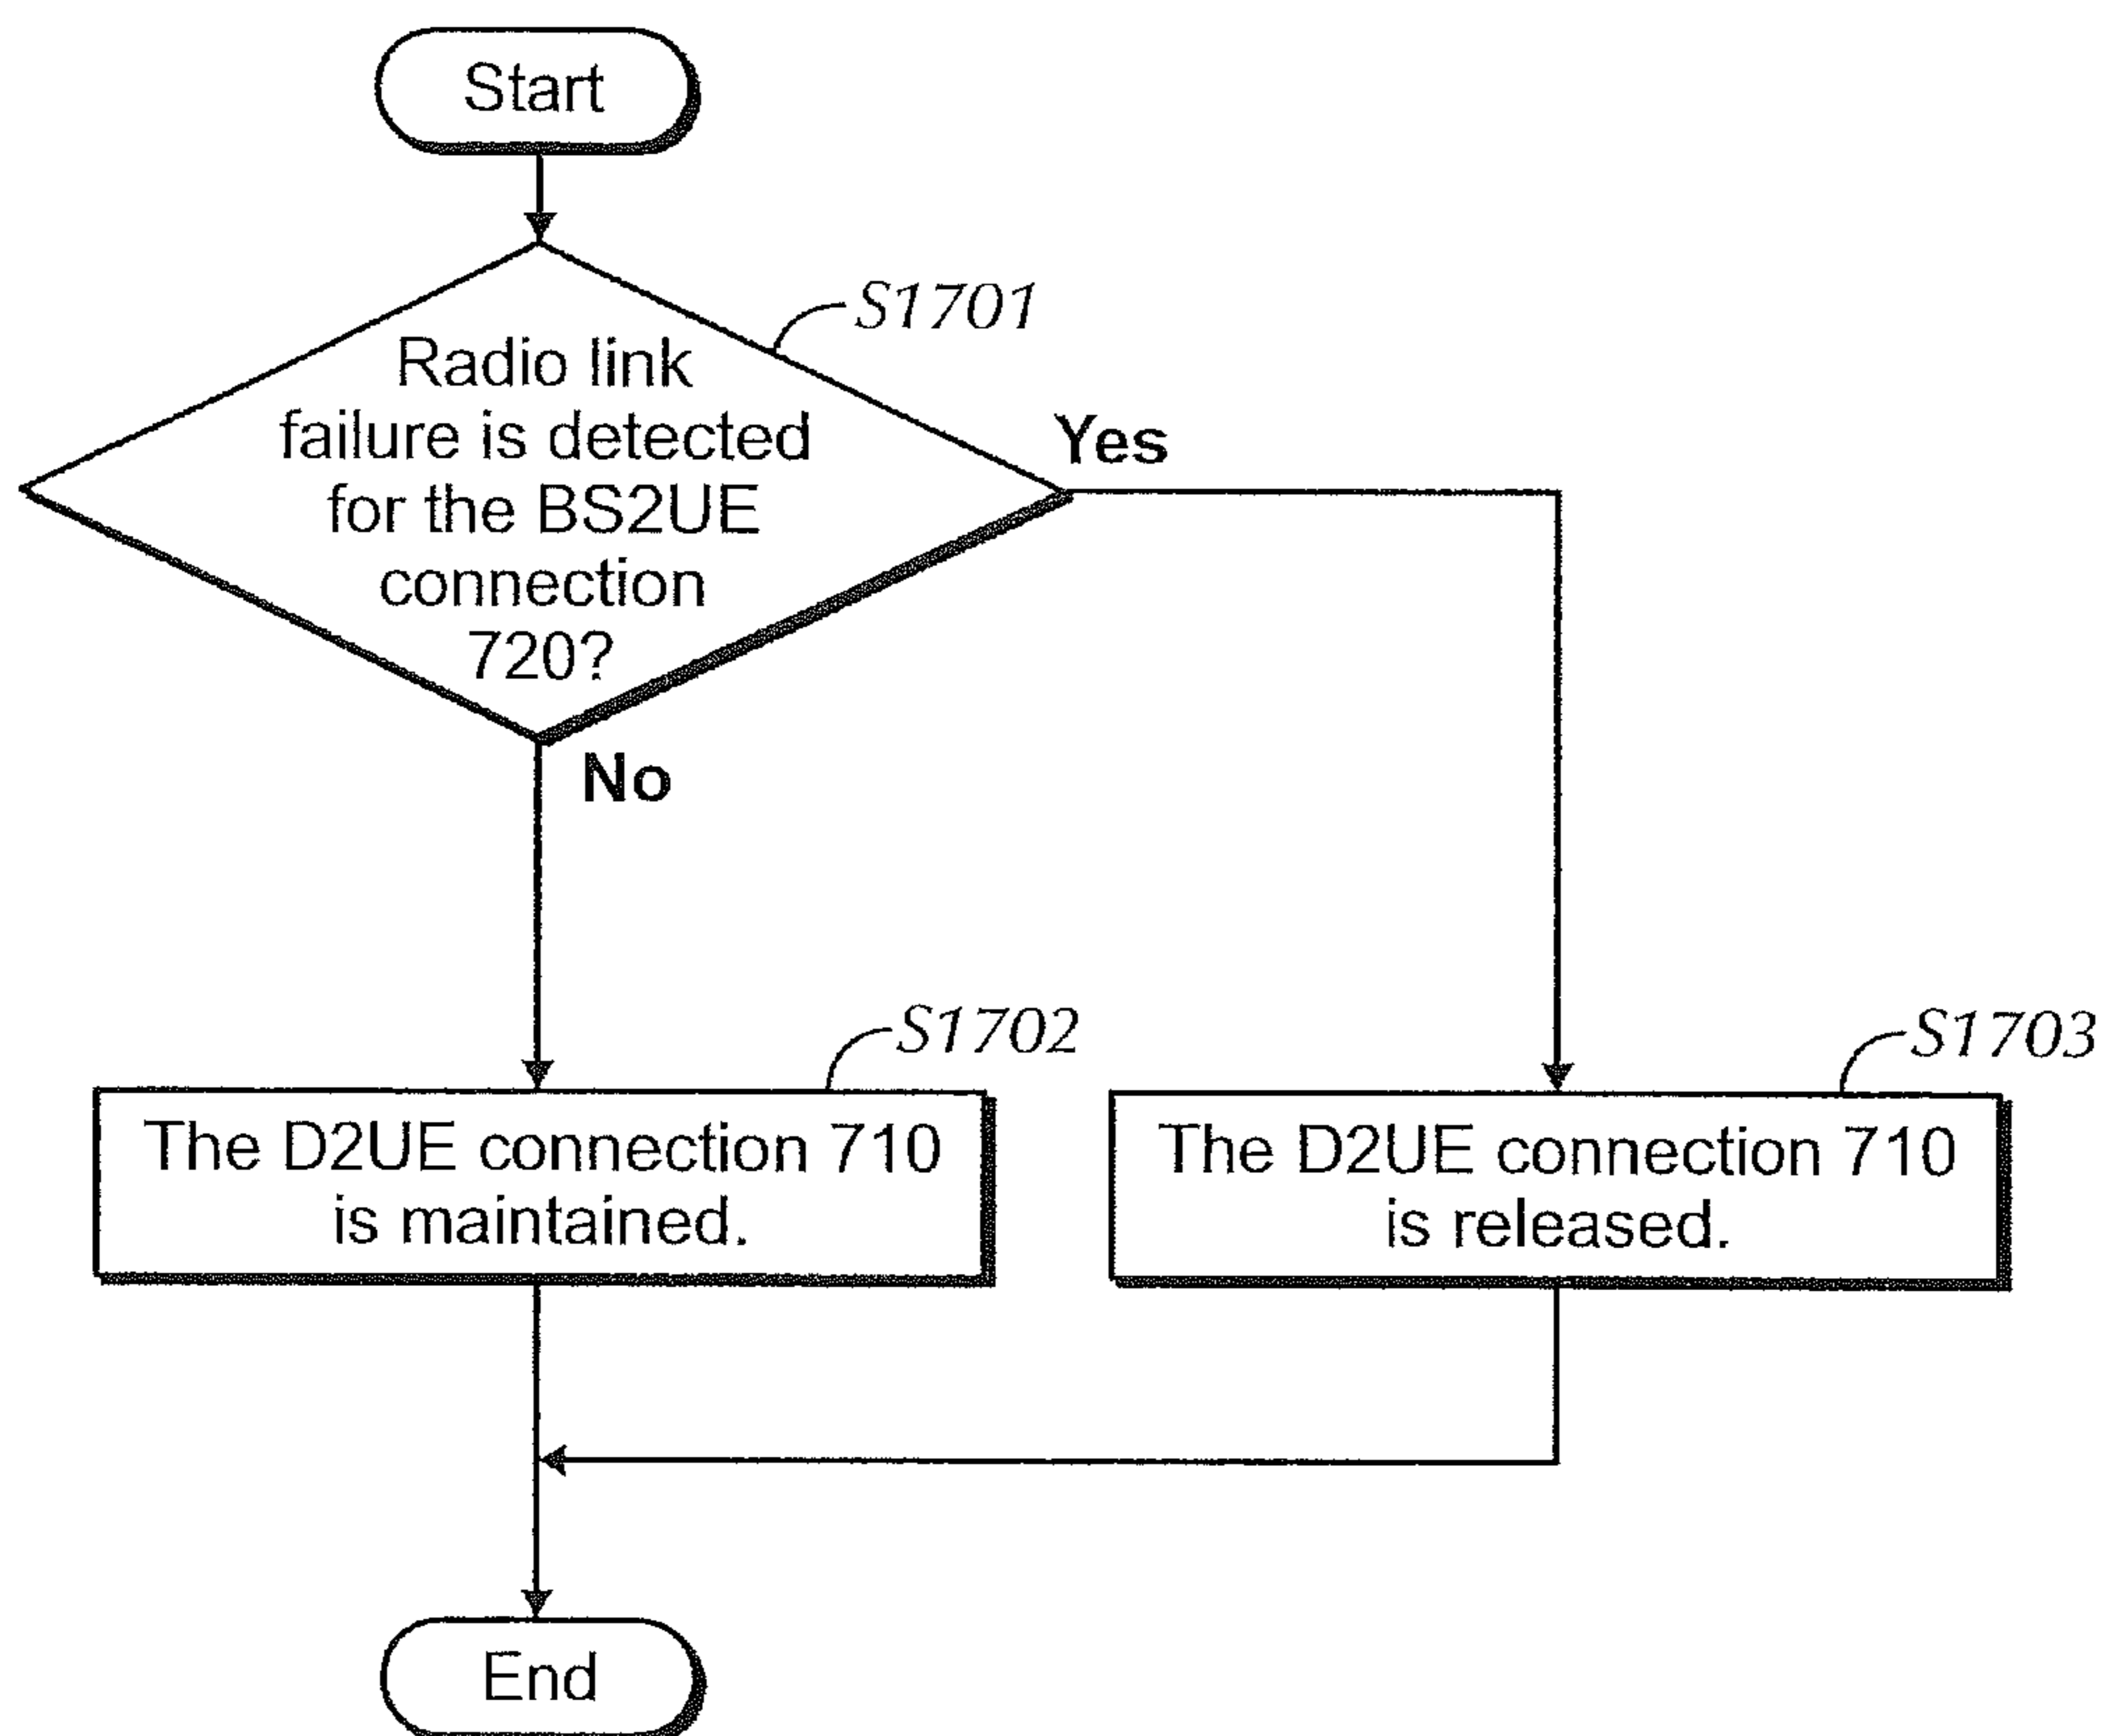 Start
S1701
Radio link
failure is detected
for the BS2UE
connection
720?
Yes
No
S1702
The D2UE connection 710
is maintained.
S1703
The D2UE connection 710
is released.
End